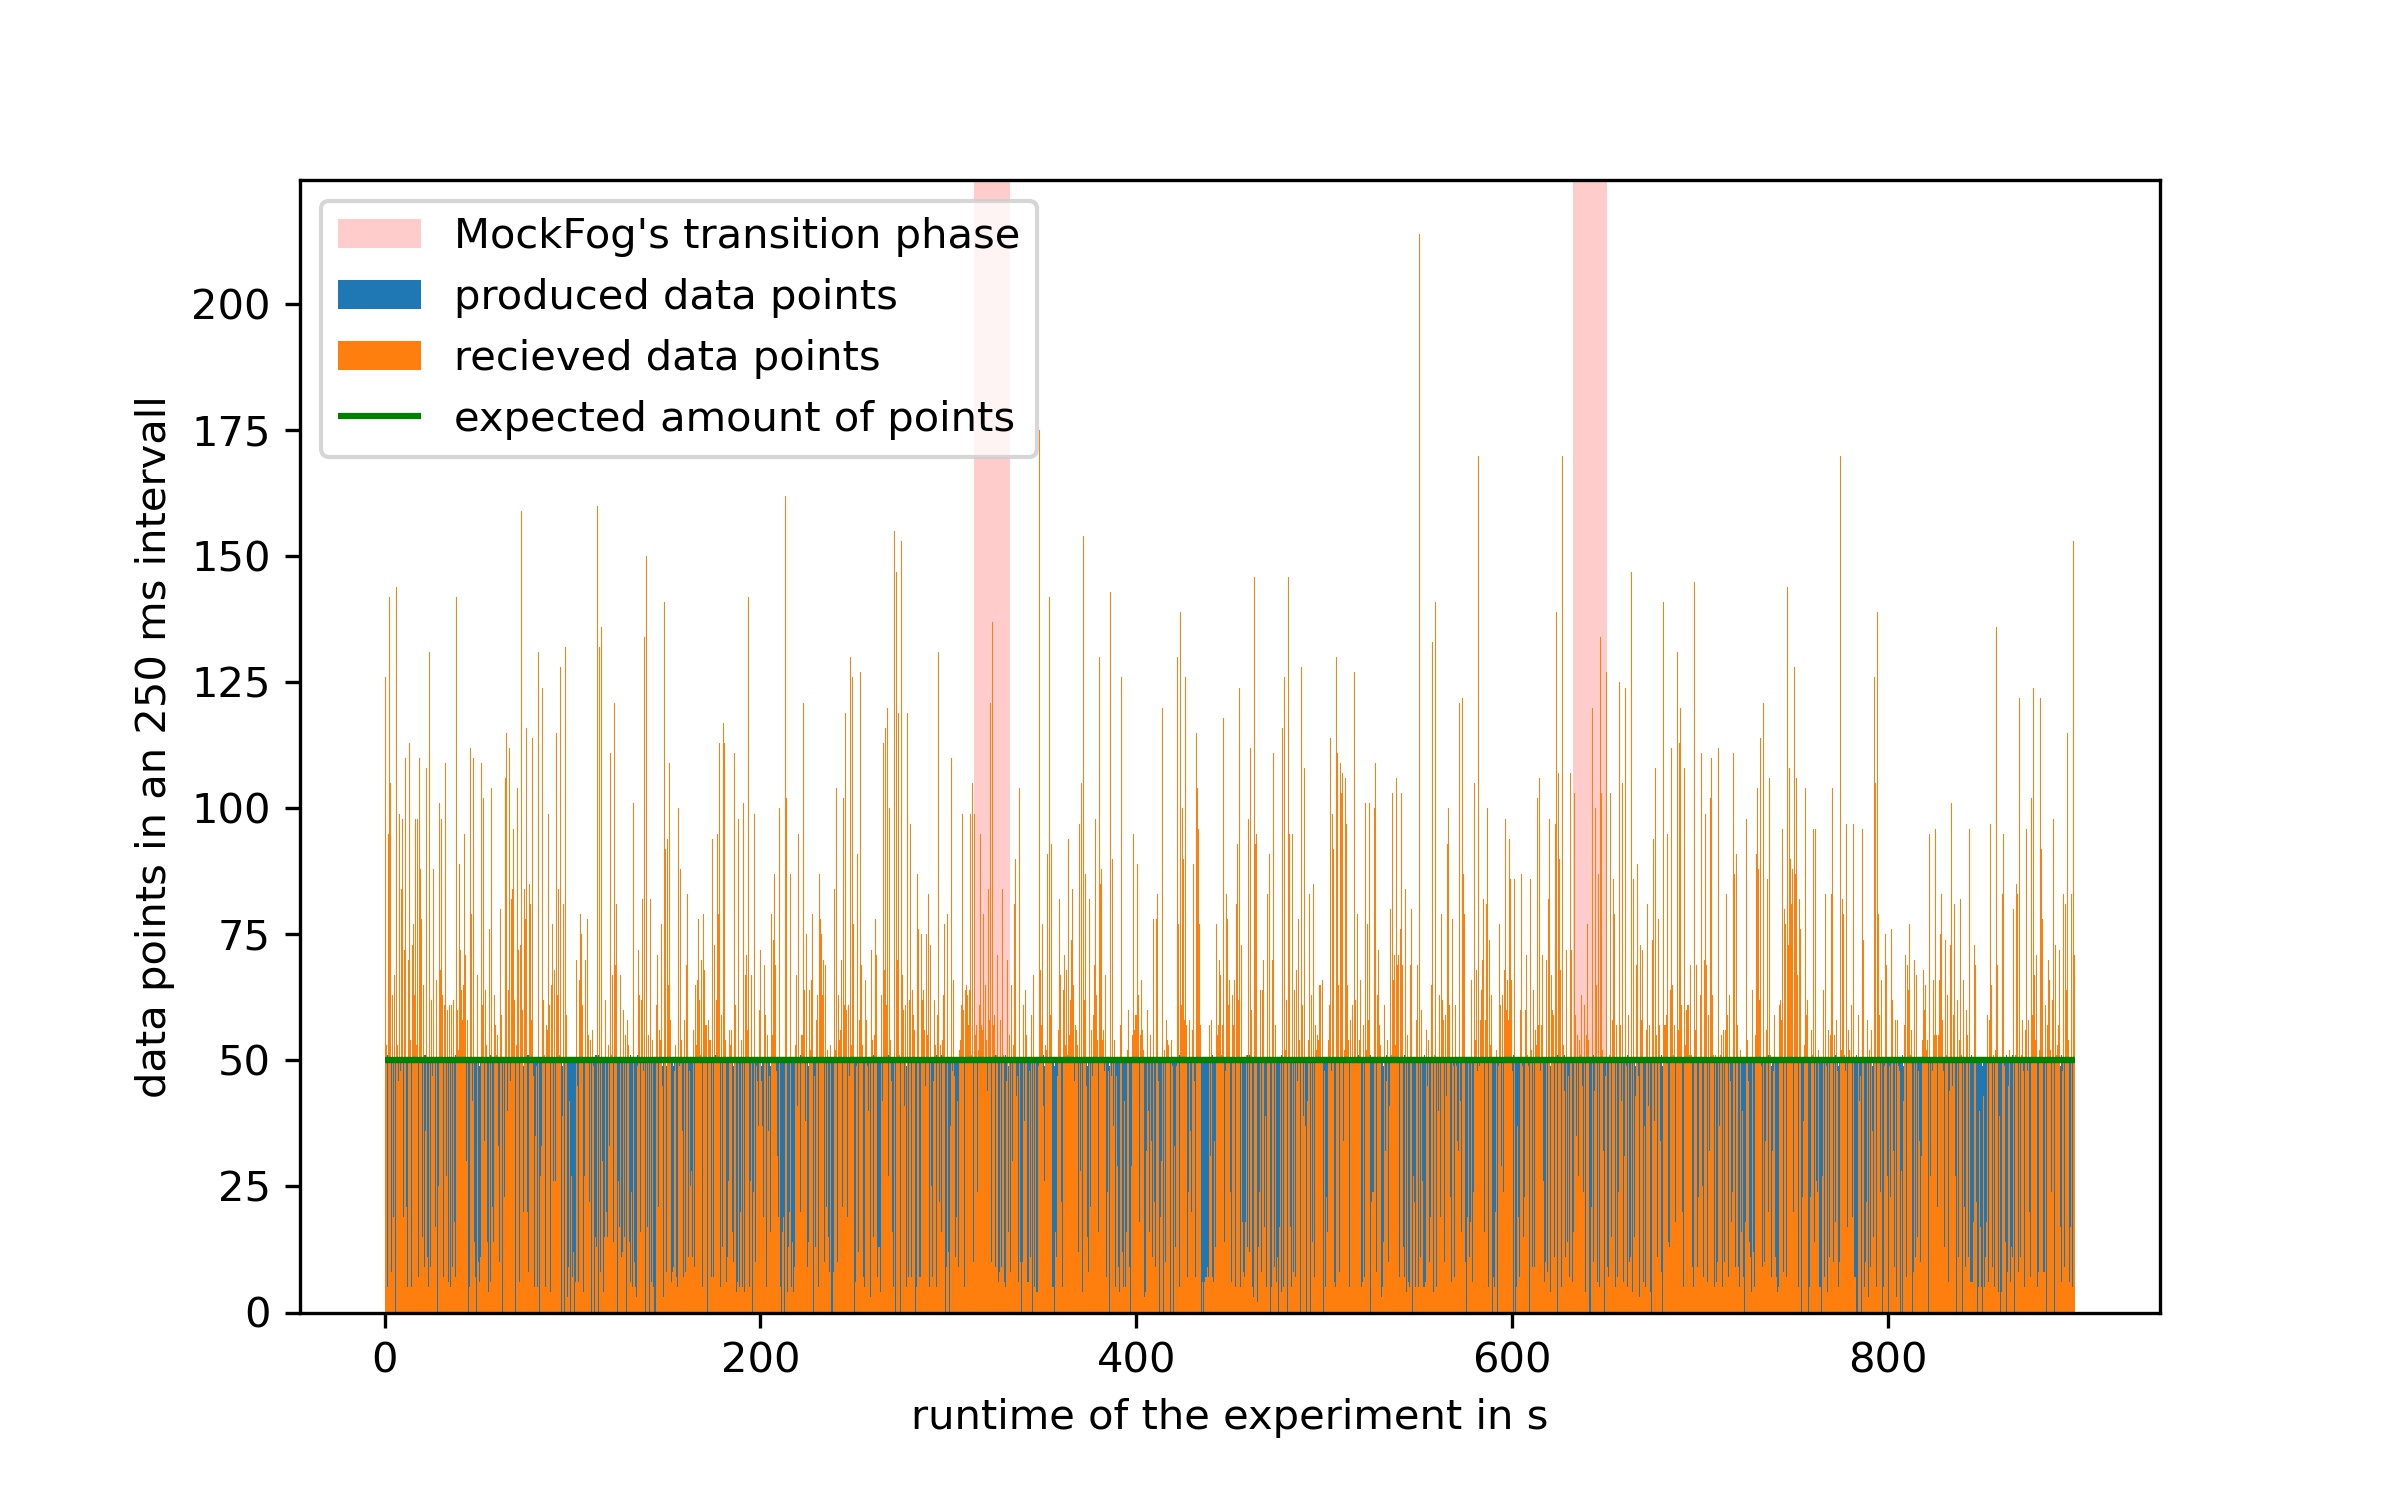 MockFog's transition phase
produced data points
recieved data points
expected amount of points
data points in an 250 ms intervall
200
175
150
125
100
75
50
25
0
0 200 400 600 800
runtime of the experiment in s